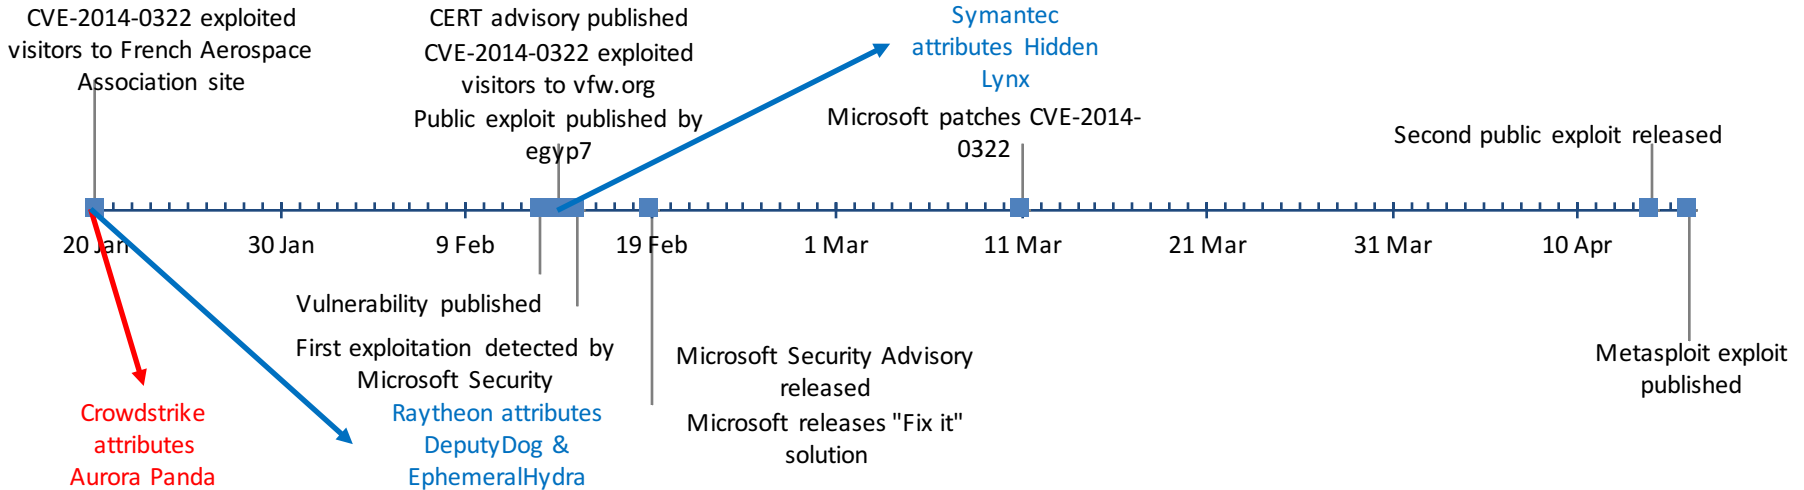 CVE-2014-0322 exploited
visitors to French Aerospace
Association site
CERT advisory published
CVE-2014-0322 exploited
visitors to vfw.org
Public exploit published by
egyp7
Symantec
attributes Hidden
Lynx
Microsoft patches CVE-2014-
0322
Second public exploit released
20 Jan
30 Jan
9 Feb
19 Feb
1 Mar
11 Mar
21 Mar
31 Mar
10 Apr
Vulnerability published
First exploitation detected by
Microsoft Security
Microsoft Security Advisory
released
Microsoft releases "Fix it"
solution
Metasploit exploit
published
Crowdstrike
attributes
Aurora Panda
Raytheon attributes
DeputyDog &
EphemeralHydra